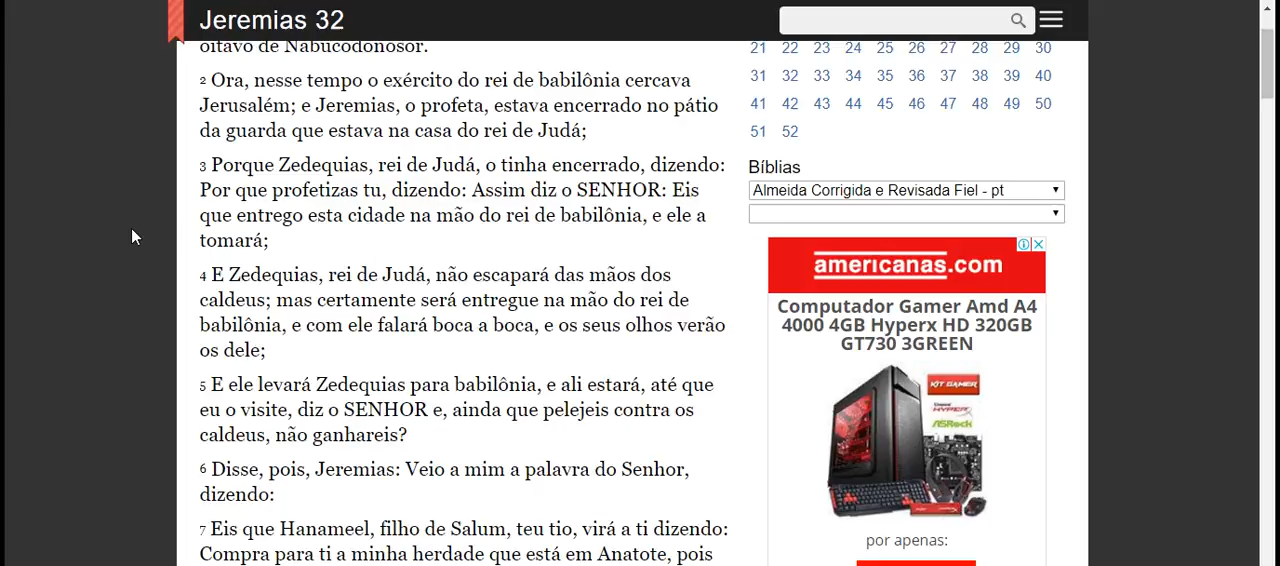 Jeremias 32
oitavo de Nabucodonosor.
2 Ora, nesse tempo o exército do rei de babilônia cercava
Jerusalém; e Jeremias, o profeta, estava encerrado no pátio
da guarda que estava na casa do rei de Judá;
3 Porque Zedequias, rei de Judá, o tinha encerrado, dizendo:
Por que profetizas tu, dizendo: Assim diz o SENHOR: Eis
que entrego esta cidade na mão do rei de babilônia, e ele a
tomará;
4 E Zedequias, rei de Judá, não escapará das mãos dos
caldeus; mas certamente será entregue na mão do rei de
babilônia, e com ele falará boca a boca, e os seus olhos verão
os dele;
5 E ele levará Zedequias para babilônia, e ali estará, até que
eu o visite, diz o SENHOR e, ainda que pelejeis contra os
caldeus, não ganhareis?
6 Disse, pois, Jeremias: Veio a mim a palavra do Senhor,
dizendo:
7 Eis que Hanameel, filho de Salum, teu tio, virá a ti dizendo:
Compra para ti a minha herdade que está em Anatote, pois
21 22 23 24 25 26 27 28 29 30
31 32 33 34 35 36 37 38 39 40
41 42 43 44 45 46 47 48 49 50
51 52
Bíblias
Almeida Corrigida e Revisada Fiel - pt
americanas.com
Computador Gamer Amd A4
4000 4GB Hyperx HD 320GB
GT730 3GREEN
KIT GAMER
HYPERX
ASRock
por apenas: